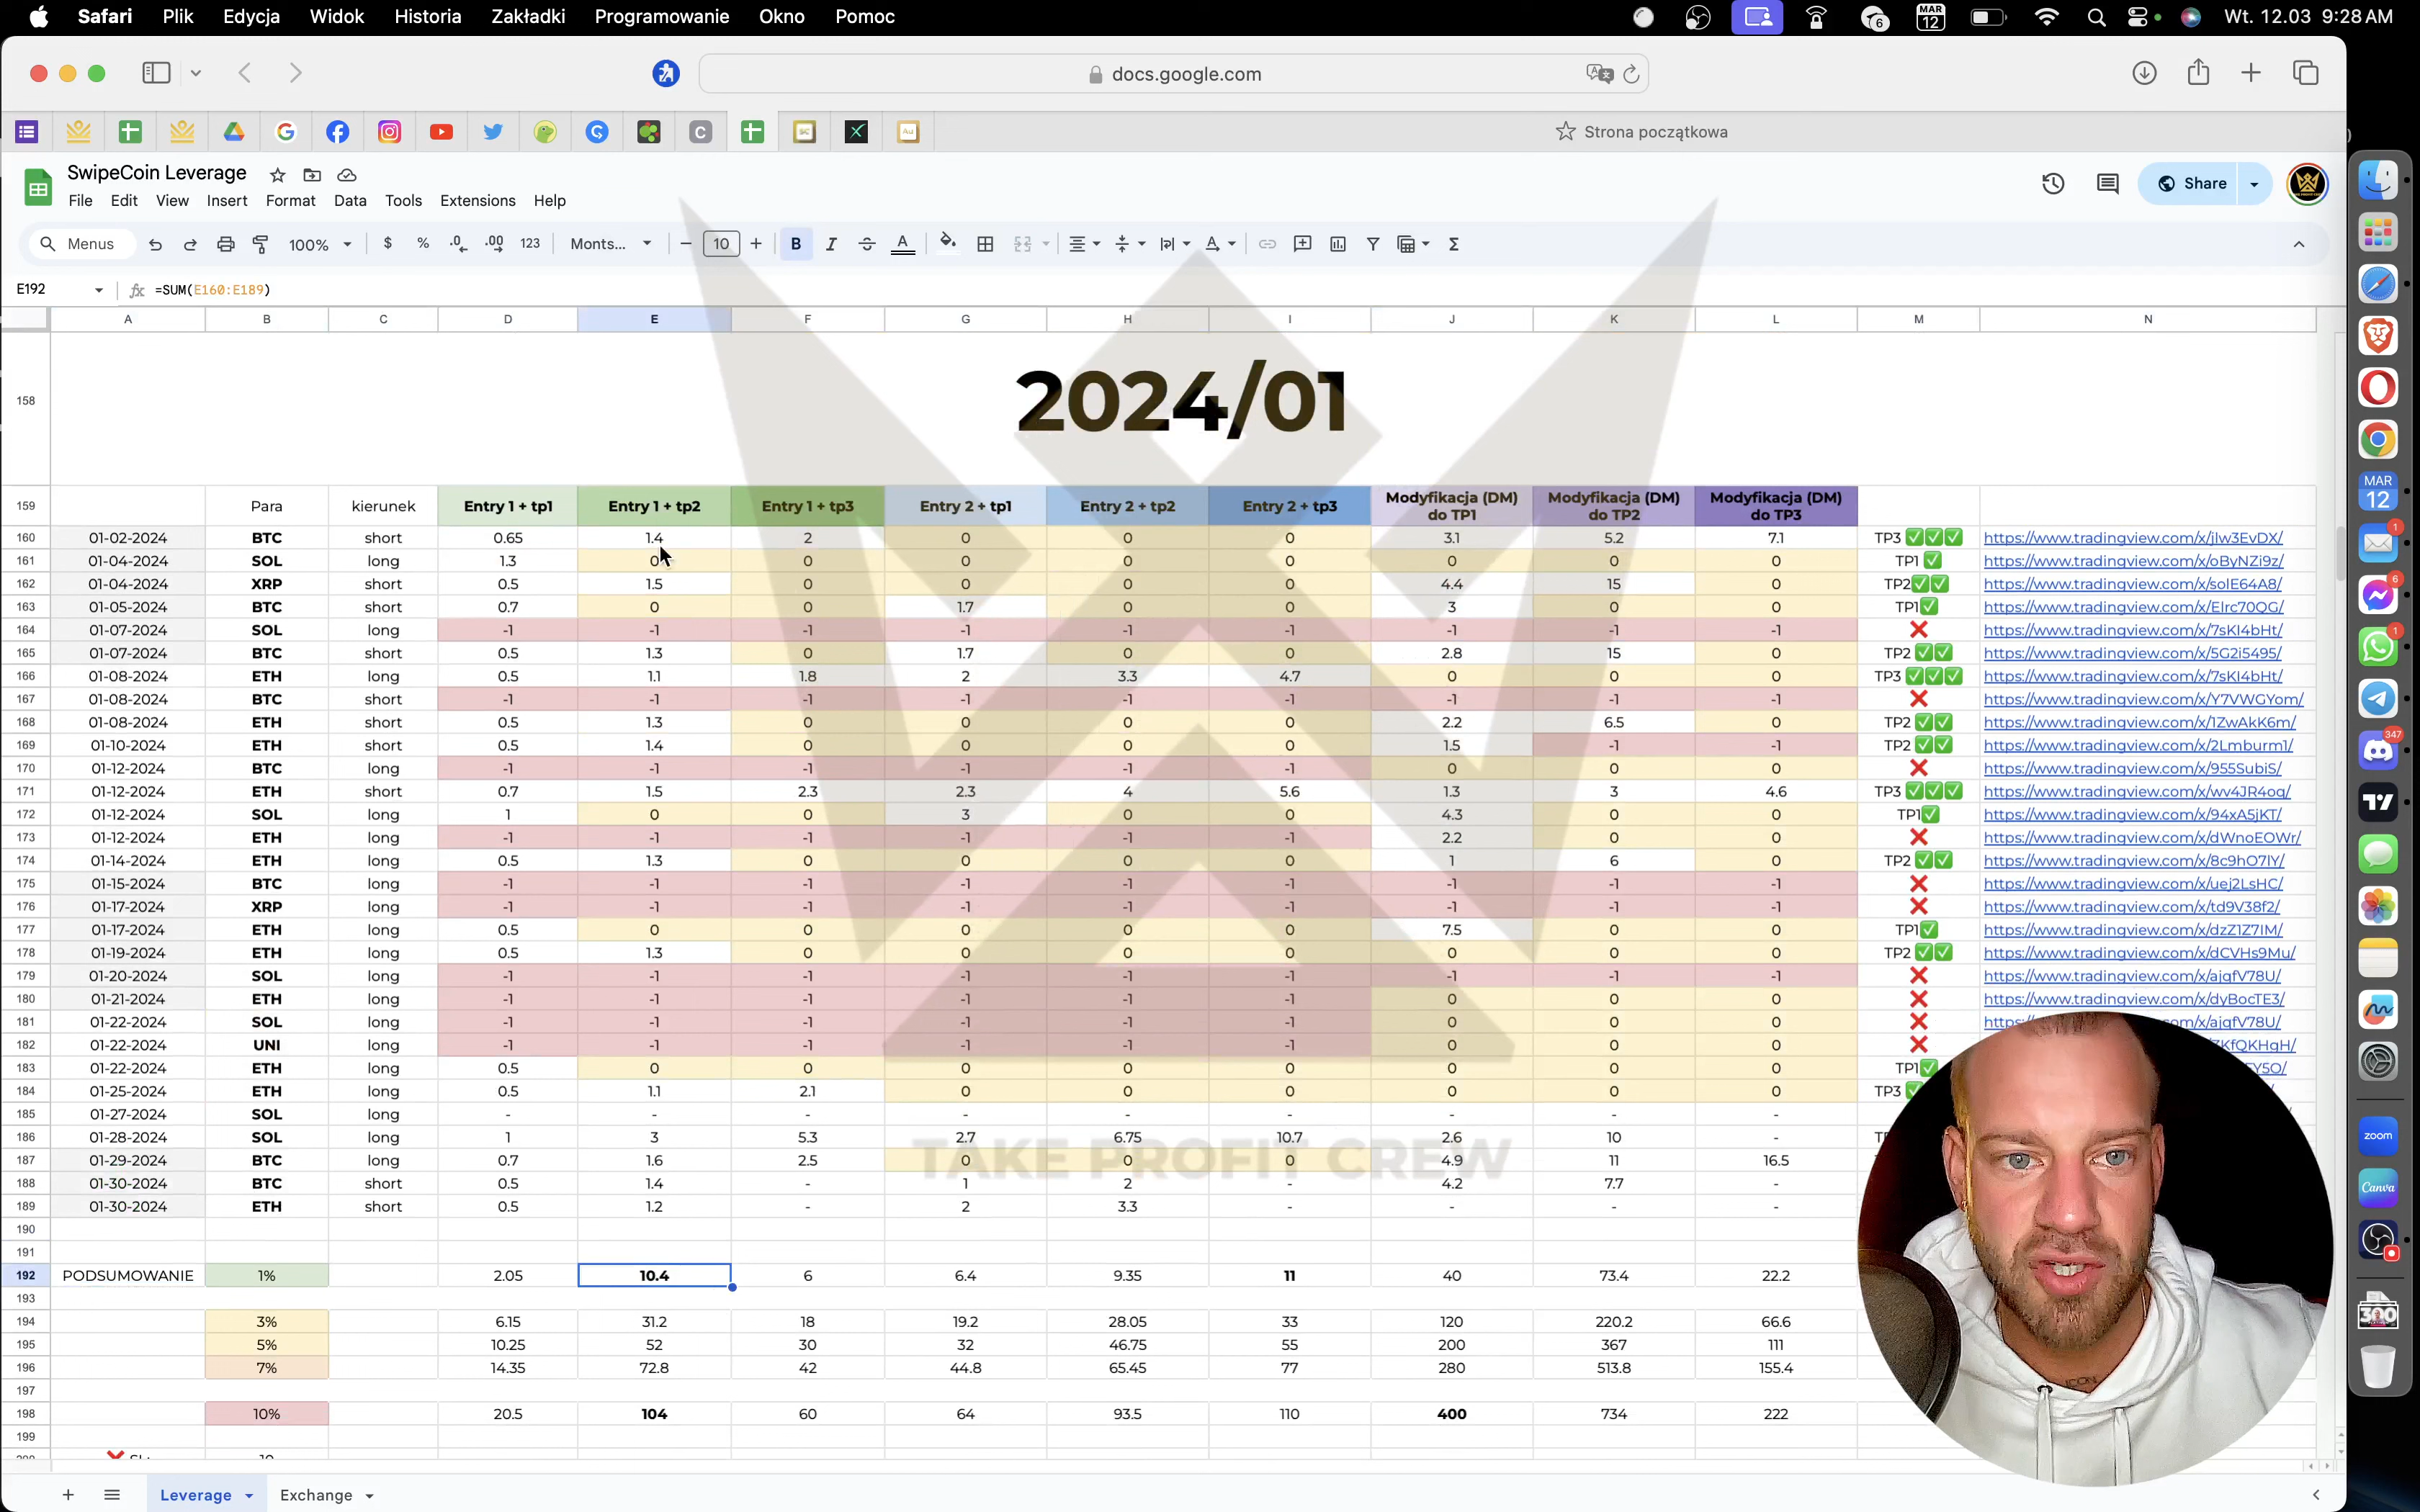 Safari Plik Edycja Widok Historia Zakładki Programowanie Okno Pomoc 6 MAR 12 Wt. 12.03 9:28 AM
docs.google.com
Strona początkowa
SwipeCoin Leverage
File Edit View Insert Format Data Tools Extensions Help
Share
Menus 100% $ % .0 .00 123 Monts... 10 B I A
E192 fx =SUM(E160:E189)
A B C D E F G H I J K L M N
158 2024/01
159 Para kierunek Entry 1 + tp1 Entry 1 + tp2 Entry 1 + tp3 Entry 2 + tp1 Entry 2 + tp2 Entry 2 + tp3 Modyfikacja (DM) do TP1 Modyfikacja (DM) do TP2 Modyfikacja (DM) do TP3
160 01-02-2024 BTC short 0.65 1.4 2 0 0 0 3.1 5.2 7.1 TP3 ✅✅✅ https://www.tradingview.com/x/jIw3EvDX/
161 01-04-2024 SOL long 1.3 0 0 0 0 0 0 0 0 TP1 ✅ https://www.tradingview.com/x/oByNZi9z/
162 01-04-2024 XRP short 0.5 1.5 0 0 0 0 4.4 15 0 TP2✅✅ https://www.tradingview.com/x/soIE64A8/
163 01-05-2024 BTC short 0.7 0 0 1.7 0 0 3 0 0 TP1✅ https://www.tradingview.com/x/Elrc70QG/
164 01-07-2024 SOL long -1 -1 -1 -1 -1 -1 -1 -1 -1 ❌ https://www.tradingview.com/x/7sKI4bHt/
165 01-07-2024 BTC short 0.5 1.3 0 1.7 0 0 2.8 15 0 TP2 ✅✅ https://www.tradingview.com/x/5G2i5495/
166 01-08-2024 ETH long 0.5 1.1 1.8 2 3.3 4.7 0 0 0 TP3 ✅✅✅ https://www.tradingview.com/x/7sKI4bHt/
167 01-08-2024 BTC short -1 -1 -1 -1 -1 -1 -1 -1 -1 ❌ https://www.tradingview.com/x/Y7VWGYom/
168 01-08-2024 ETH short 0.5 1.3 0 0 0 0 2.2 6.5 0 TP2 ✅✅ https://www.tradingview.com/x/1ZwAkK6m/
169 01-10-2024 ETH short 0.5 1.4 0 0 0 0 1.5 -1 -1 TP2 ✅✅ https://www.tradingview.com/x/2Lmburm1/
170 01-12-2024 BTC long -1 -1 -1 -1 -1 -1 0 0 0 ❌ https://www.tradingview.com/x/955SubiS/
171 01-12-2024 ETH short 0.7 1.5 2.3 2.3 4 5.6 1.3 3 4.6 TP3 ✅✅✅ https://www.tradingview.com/x/wv4JR4oq/
172 01-12-2024 SOL long 1 0 0 3 0 0 4.3 0 0 TP1✅ https://www.tradingview.com/x/94xA5jKT/
173 01-12-2024 ETH long -1 -1 -1 -1 -1 -1 2.2 0 0 ❌ https://www.tradingview.com/x/dWnoEOWr/
174 01-14-2024 ETH long 0.5 1.3 0 0 0 0 1 6 0 TP2 ✅✅ https://www.tradingview.com/x/8c9hO7lY/
175 01-15-2024 BTC long -1 -1 -1 -1 -1 -1 -1 -1 -1 ❌ https://www.tradingview.com/x/uej2LsHC/
176 01-17-2024 XRP long -1 -1 -1 -1 -1 -1 -1 -1 -1 ❌ https://www.tradingview.com/x/td9V38f2/
177 01-17-2024 ETH long 0.5 0 0 0 0 0 7.5 0 0 TP1✅ https://www.tradingview.com/x/dzZ1Z7IM/
178 01-19-2024 ETH long 0.5 1.3 0 0 0 0 0 0 0 TP2 ✅✅ https://www.tradingview.com/x/dCVHs9Mu/
179 01-20-2024 SOL long -1 -1 -1 -1 -1 -1 -1 -1 -1 ❌ https://www.tradingview.com/x/ajqfV78U/
180 01-21-2024 ETH long -1 -1 -1 -1 -1 -1 0 0 0 ❌ https://www.tradingview.com/x/dyBocTE3/
181 01-22-2024 SOL long -1 -1 -1 -1 -1 -1 0 0 0 ❌ om/x/ajqfV78U/
182 01-22-2024 UNI long -1 -1 -1 -1 -1 -1 0 0 0 ❌ KfQKHqH/
183 01-22-2024 ETH long 0.5 0 0 0 0 0 0 0 0 TP1✅ Y5O/
184 01-25-2024 ETH long 0.5 1.1 2.1 0 0 0 0 0 0 TP3
185 01-27-2024 SOL long - - - - - - - - -
186 01-28-2024 SOL long 1 3 5.3 2.7 6.75 10.7 2.6 10 -
187 01-29-2024 BTC long 0.7 1.6 2.5 0 0 0 4.9 11 16.5
188 01-30-2024 BTC short 0.5 1.4 - 1 2 - 4.2 7.7 -
189 01-30-2024 ETH short 0.5 1.2 - 2 3.3 - - - -
TAKE PROFIT CREW
190
191
192 PODSUMOWANIE 1% 2.05 10.4 6 6.4 9.35 11 40 73.4 22.2
193
194 3% 6.15 31.2 18 19.2 28.05 33 120 220.2 66.6
195 5% 10.25 52 30 32 46.75 55 200 367 111
196 7% 14.35 72.8 42 44.8 65.45 77 280 513.8 155.4
197
198 10% 20.5 104 60 64 93.5 110 400 734 222
199
Leverage Exchange
MAR 12
1
6
1
347
zoom
Canva